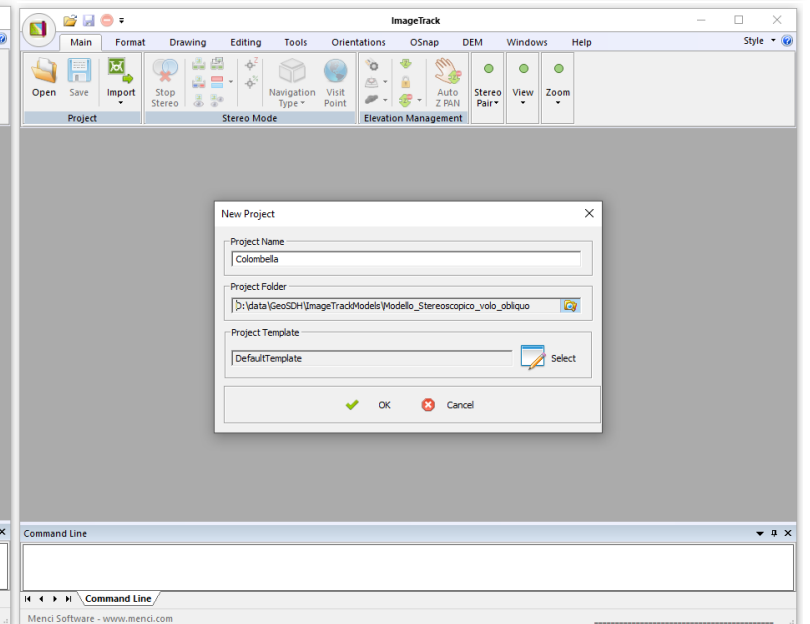 ImageTrack
Main Format Drawing Editing Tools Orientations OSnap DEM Windows Help Style
Open Save Import Stop Stereo Navigation Type Visit Point Auto Z PAN Stereo Pair View Zoom
Project Stereo Mode Elevation Management
New Project
Project Name
Colombella
Project Folder
D:\data\GeoSDH\ImageTrackModels\Modello_Stereoscopico_volo_obliquo
Project Template
DefaultTemplate Select
OK Cancel
Command Line
Command Line
Menci Software - www.menci.com